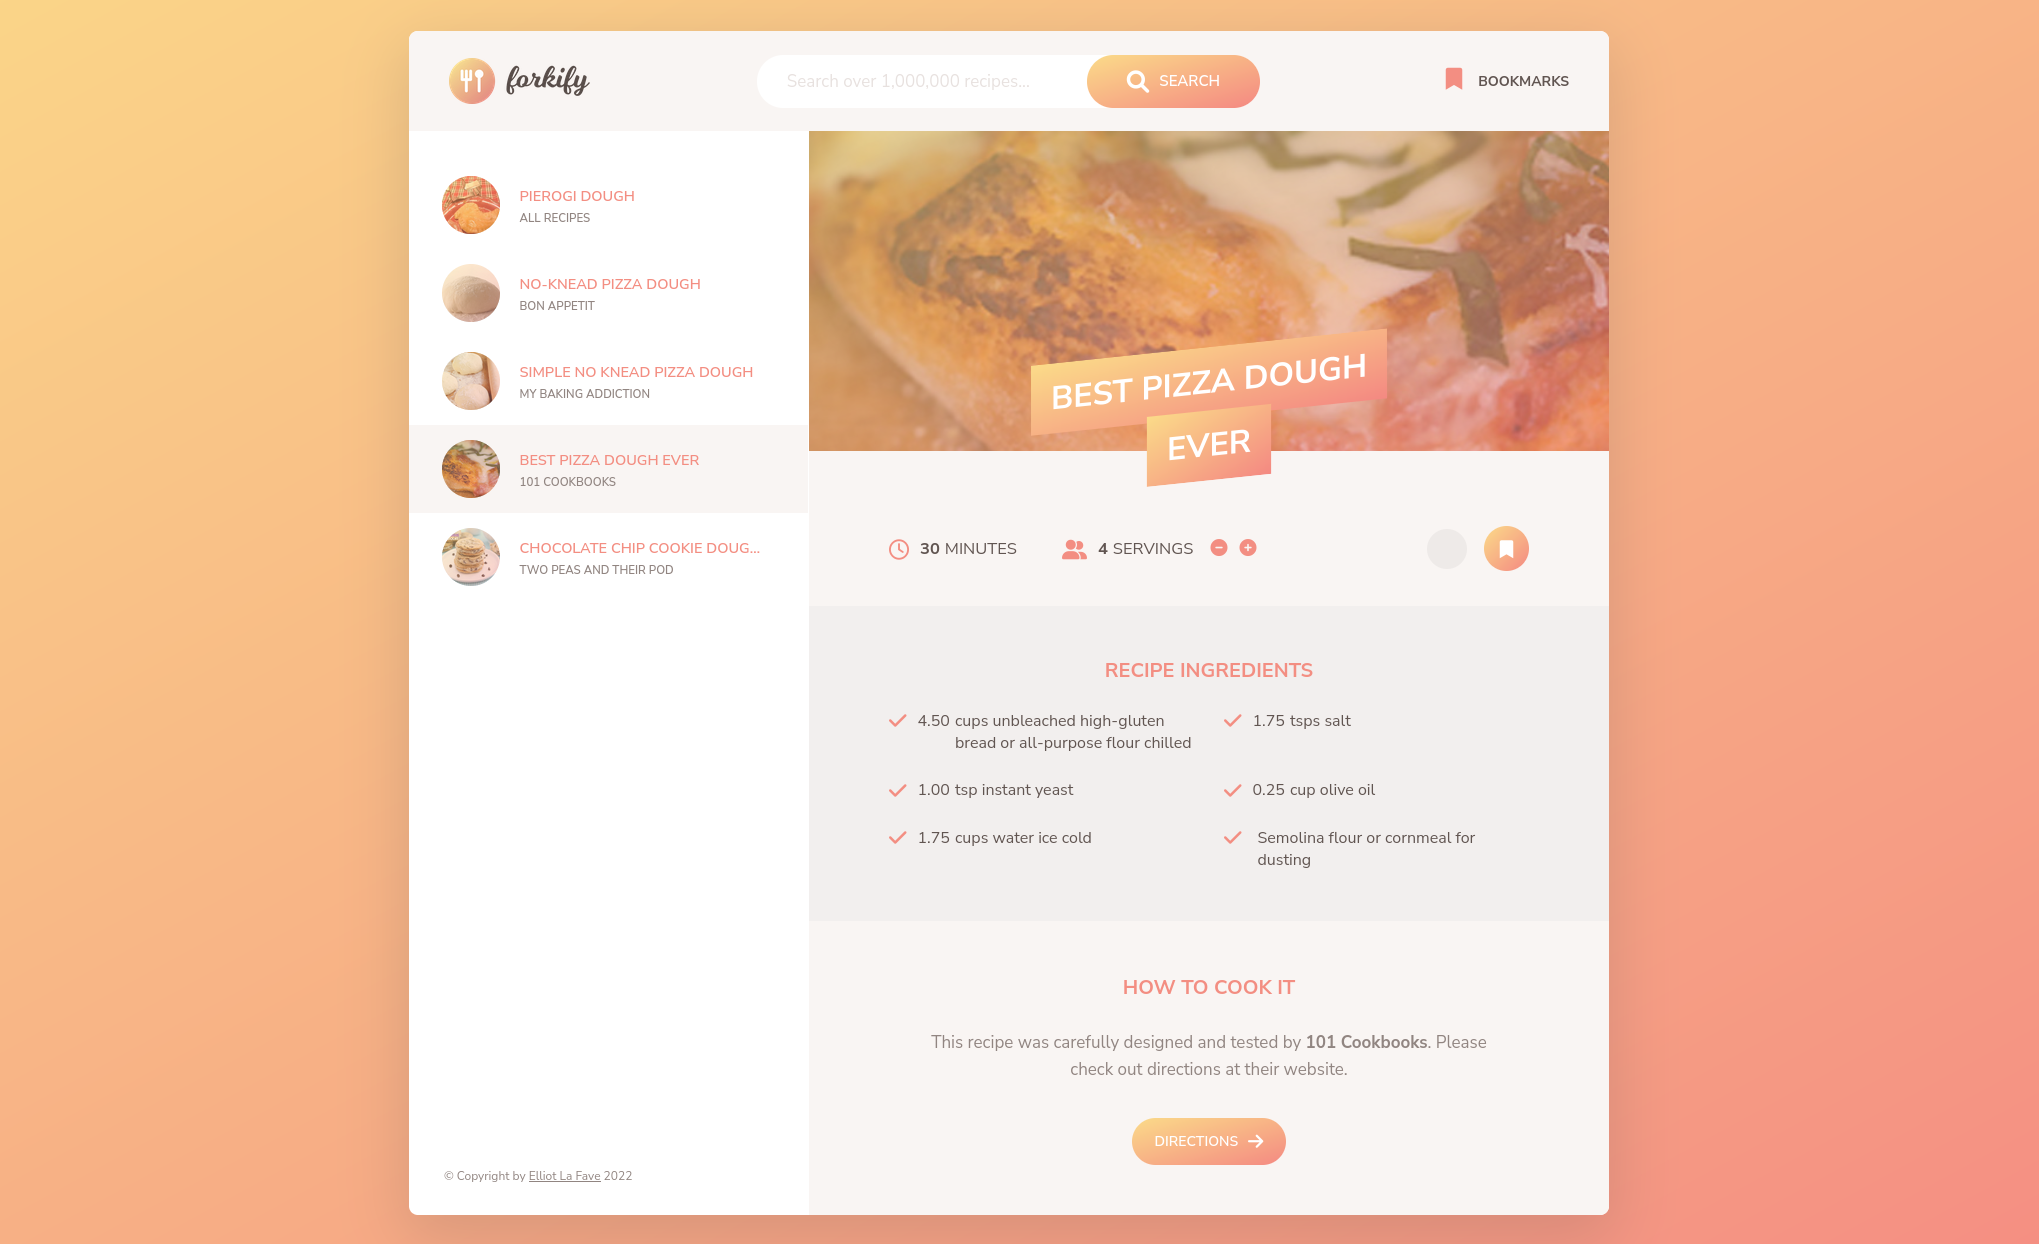 forkify
Search over 1,000,000 recipes...
SEARCH
BOOKMARKS
PIEROGI DOUGH
ALL RECIPES
NO-KNEAD PIZZA DOUGH
BON APPETIT
SIMPLE NO KNEAD PIZZA DOUGH
MY BAKING ADDICTION
BEST PIZZA DOUGH EVER
101 COOKBOOKS
CHOCOLATE CHIP COOKIE DOUG...
TWO PEAS AND THEIR POD
© Copyright by Elliot La Fave 2022
BEST PIZZA DOUGH
EVER
30 MINUTES
4 SERVINGS
RECIPE INGREDIENTS
4.50 cups unbleached high-gluten
bread or all-purpose flour chilled
1.75 tsps salt
1.00 tsp instant yeast
0.25 cup olive oil
1.75 cups water ice cold
Semolina flour or cornmeal for
dusting
HOW TO COOK IT
This recipe was carefully designed and tested by 101 Cookbooks. Please
check out directions at their website.
DIRECTIONS